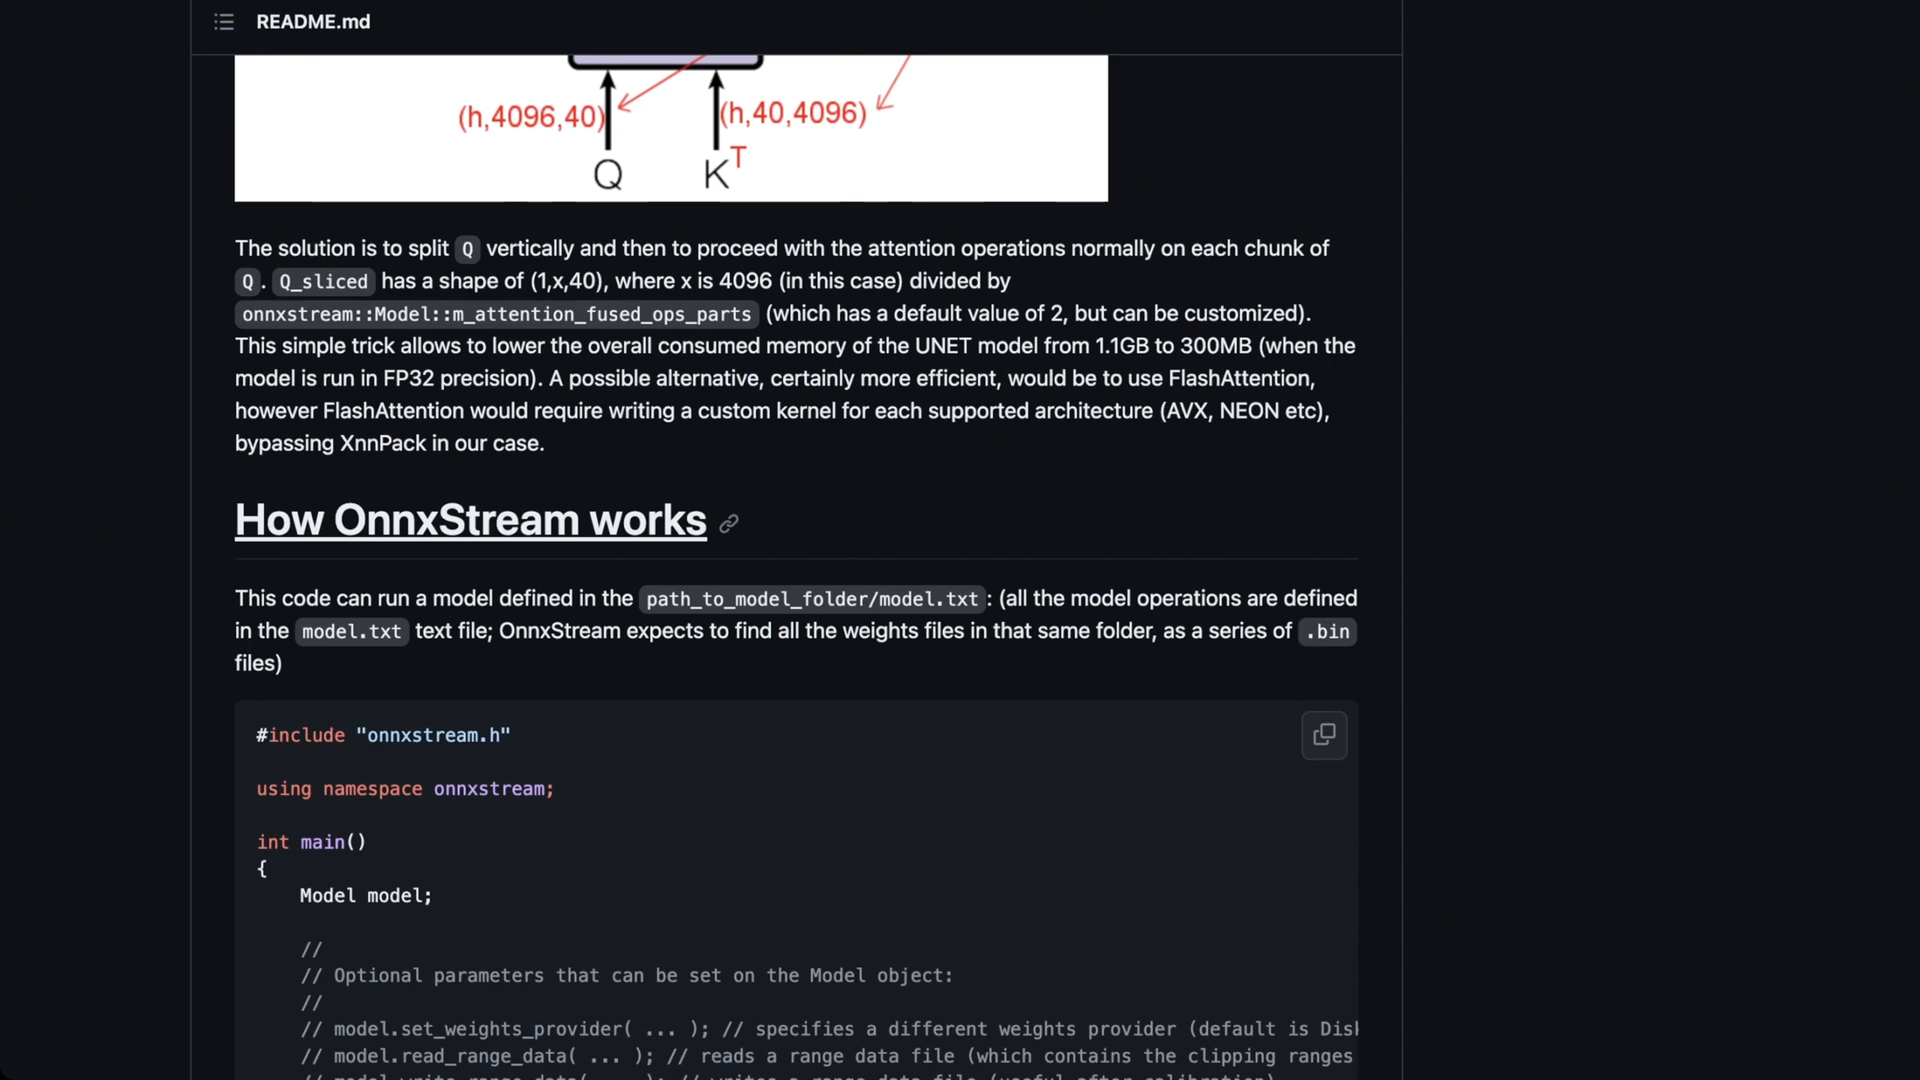 README.md
(h,4096,40)
(h,40,4096)
Q
K T
The solution is to split Q vertically and then to proceed with the attention operations normally on each chunk of
Q. Q_sliced has a shape of (1,x,40), where x is 4096 (in this case) divided by
onnxstream::Model::m_attention_fused_ops_parts (which has a default value of 2, but can be customized).
This simple trick allows to lower the overall consumed memory of the UNET model from 1.1GB to 300MB (when the
model is run in FP32 precision). A possible alternative, certainly more efficient, would be to use FlashAttention,
however FlashAttention would require writing a custom kernel for each supported architecture (AVX, NEON etc),
bypassing XnnPack in our case.
How OnnxStream works
This code can run a model defined in the path_to_model_folder/model.txt: (all the model operations are defined
in the model.txt text file; OnnxStream expects to find all the weights files in that same folder, as a series of .bin
files)
#include "onnxstream.h"
using namespace onnxstream;
int main()
{
Model model;
//
// Optional parameters that can be set on the Model object:
//
// model.set_weights_provider( ... ); // specifies a different weights provider (default is Disk
// model.read_range_data( ... ); // reads a range data file (which contains the clipping ranges